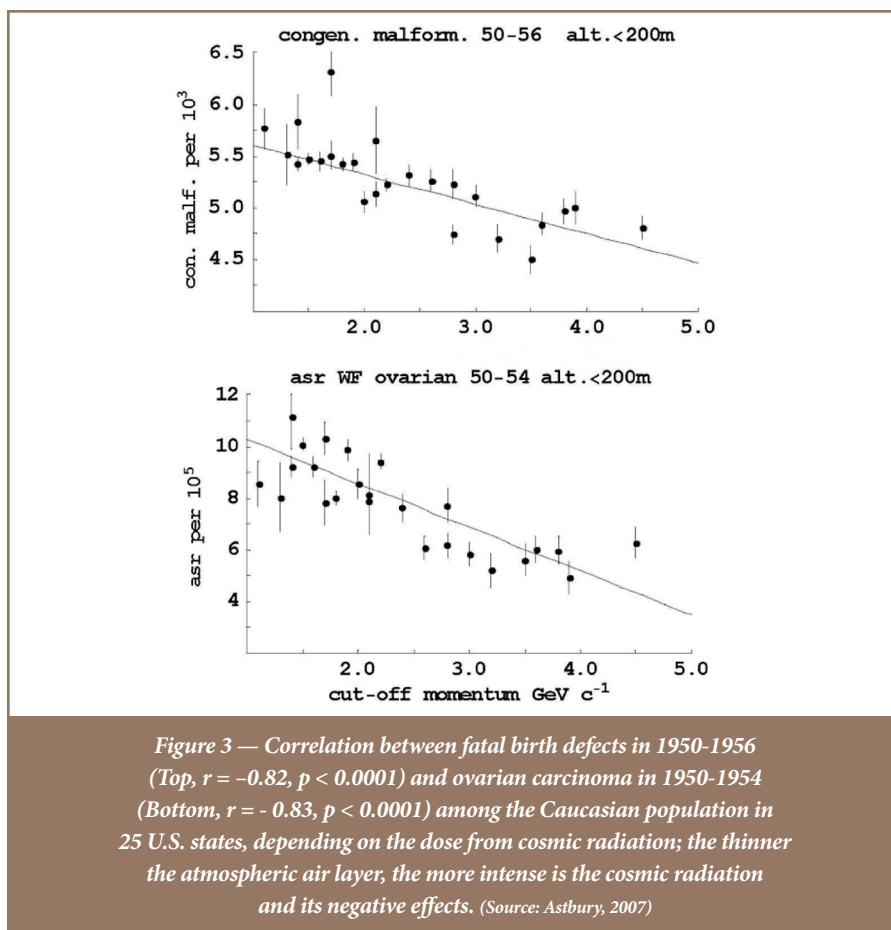 congen. malform. 50-56 alt.<200m
6.5
6.0
5.5
5.0
4.5
con. malf. per 10³
2.0 3.0 4.0 5.0
asr WF ovarian 50-54 alt.<200m
12
10
8
6
4
asr per 10⁵
2.0 3.0 4.0 5.0
cut-off momentum GeV c⁻¹
Figure 3 — Correlation between fatal birth defects in 1950-1956
(Top, r = –0.82, p < 0.0001) and ovarian carcinoma in 1950-1954
(Bottom, r = - 0.83, p < 0.0001) among the Caucasian population in
25 U.S. states, depending on the dose from cosmic radiation; the thinner
the atmospheric air layer, the more intense is the cosmic radiation
and its negative effects. (Source: Astbury, 2007)